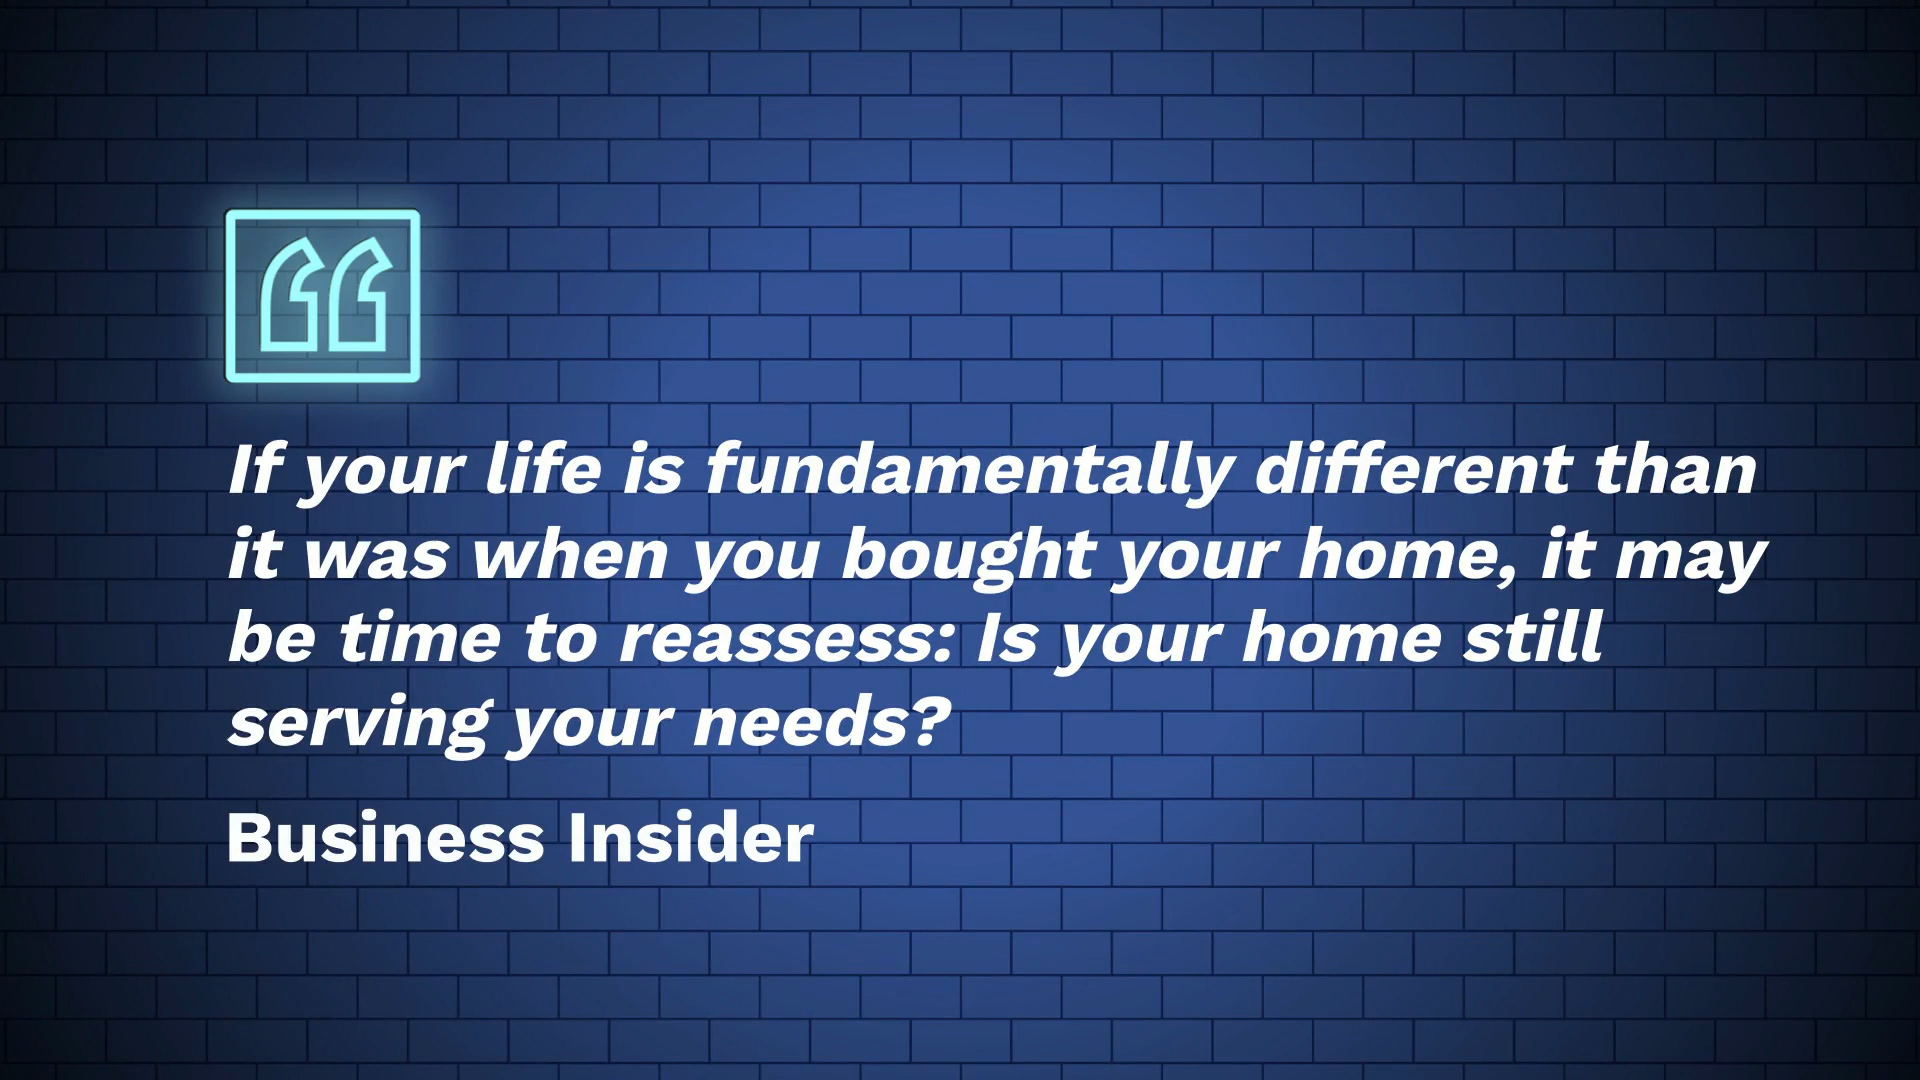 If your life is fundamentally different than
it was when you bought your home, it may
be time to reassess: Is your home still
serving your needs?
Business Insider